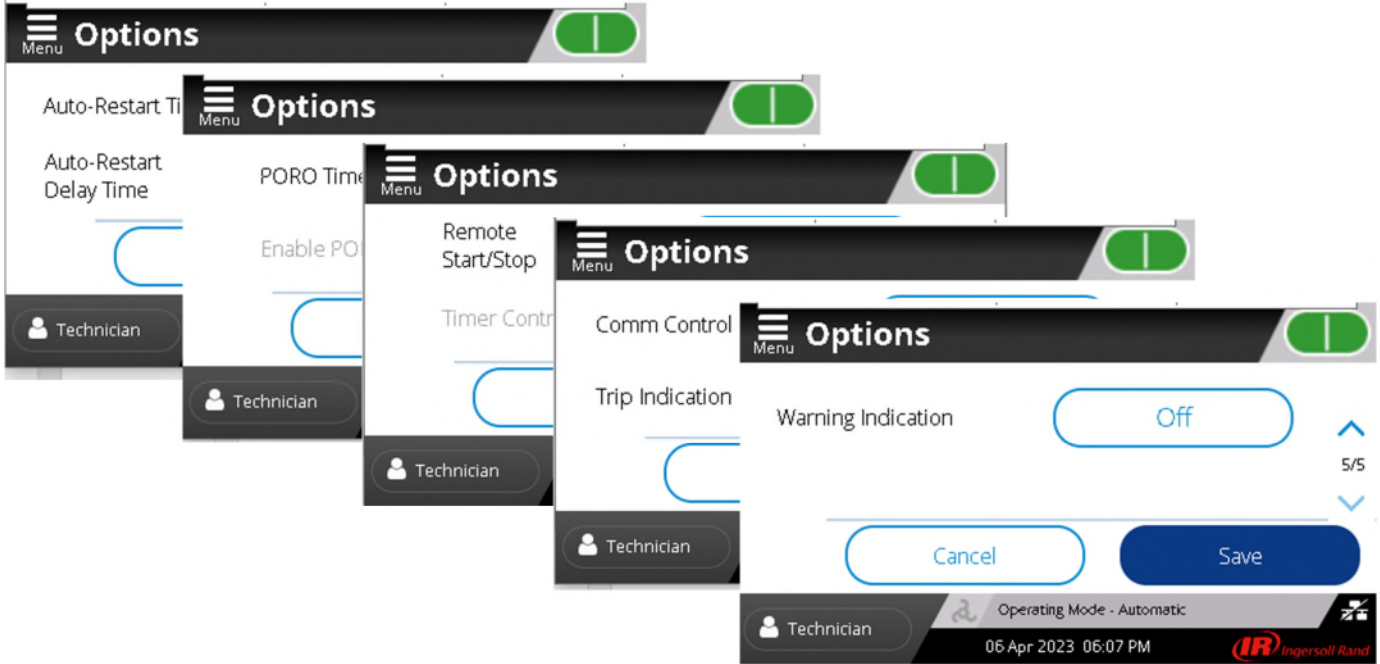 Menu Options
Auto-Restart Ti
Auto-Restart
Delay Time
Technician
Menu Options
PORO Time
Enable PO
Technician
Menu Options
Remote
Start/Stop
Timer Contr
Technician
Menu Options
Comm Control
Trip Indication
Technician
Menu Options
Warning Indication Off
5/5
Cancel Save
Operating Mode - Automatic
Technician
06 Apr 2023 06:07 PM
IR Ingersoll Rand